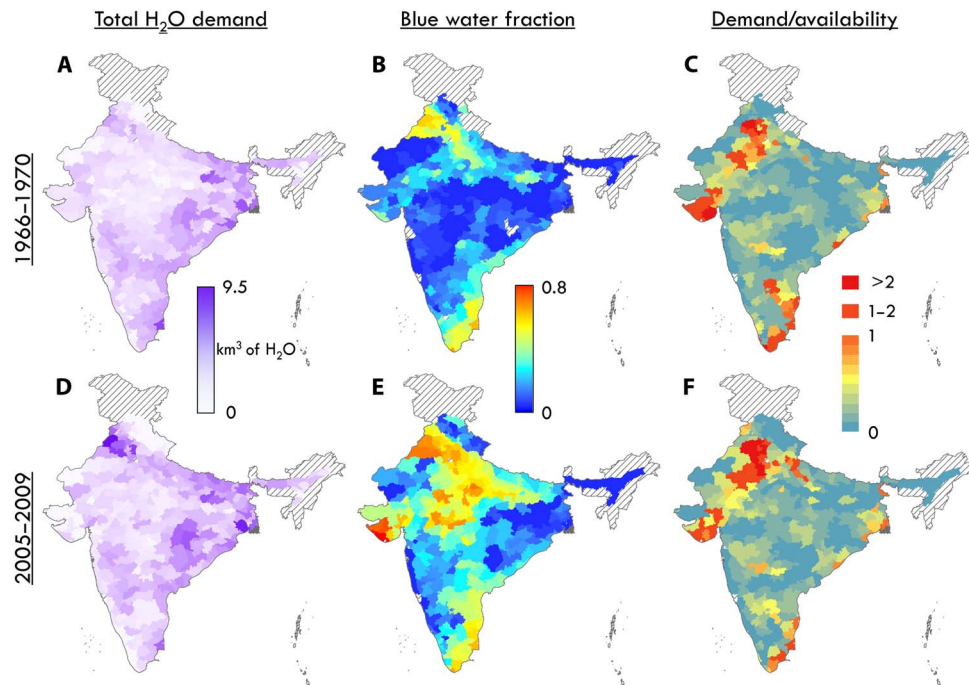 Total H₂O demand
Blue water fraction
Demand/availability
A
B
C
1966–1970
9.5
km³ of H₂O
0
0.8
0
>2
1–2
1
0
D
E
F
2005–2009